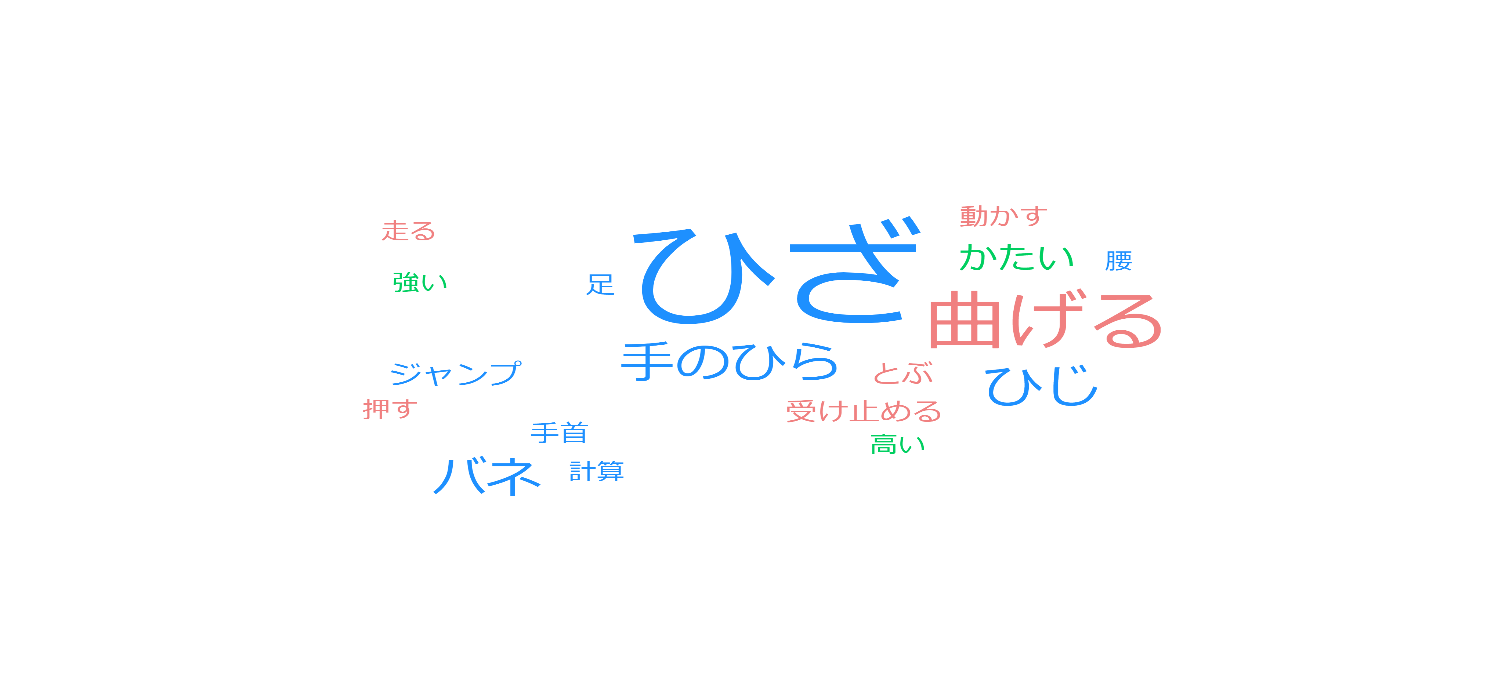 動かす
走る
ひざ
かたい
腰
強い
足
曲げる
手のひら
ジャンプ
とぶ
ひじ
押す
受け止める
手首
高い
バネ
計算